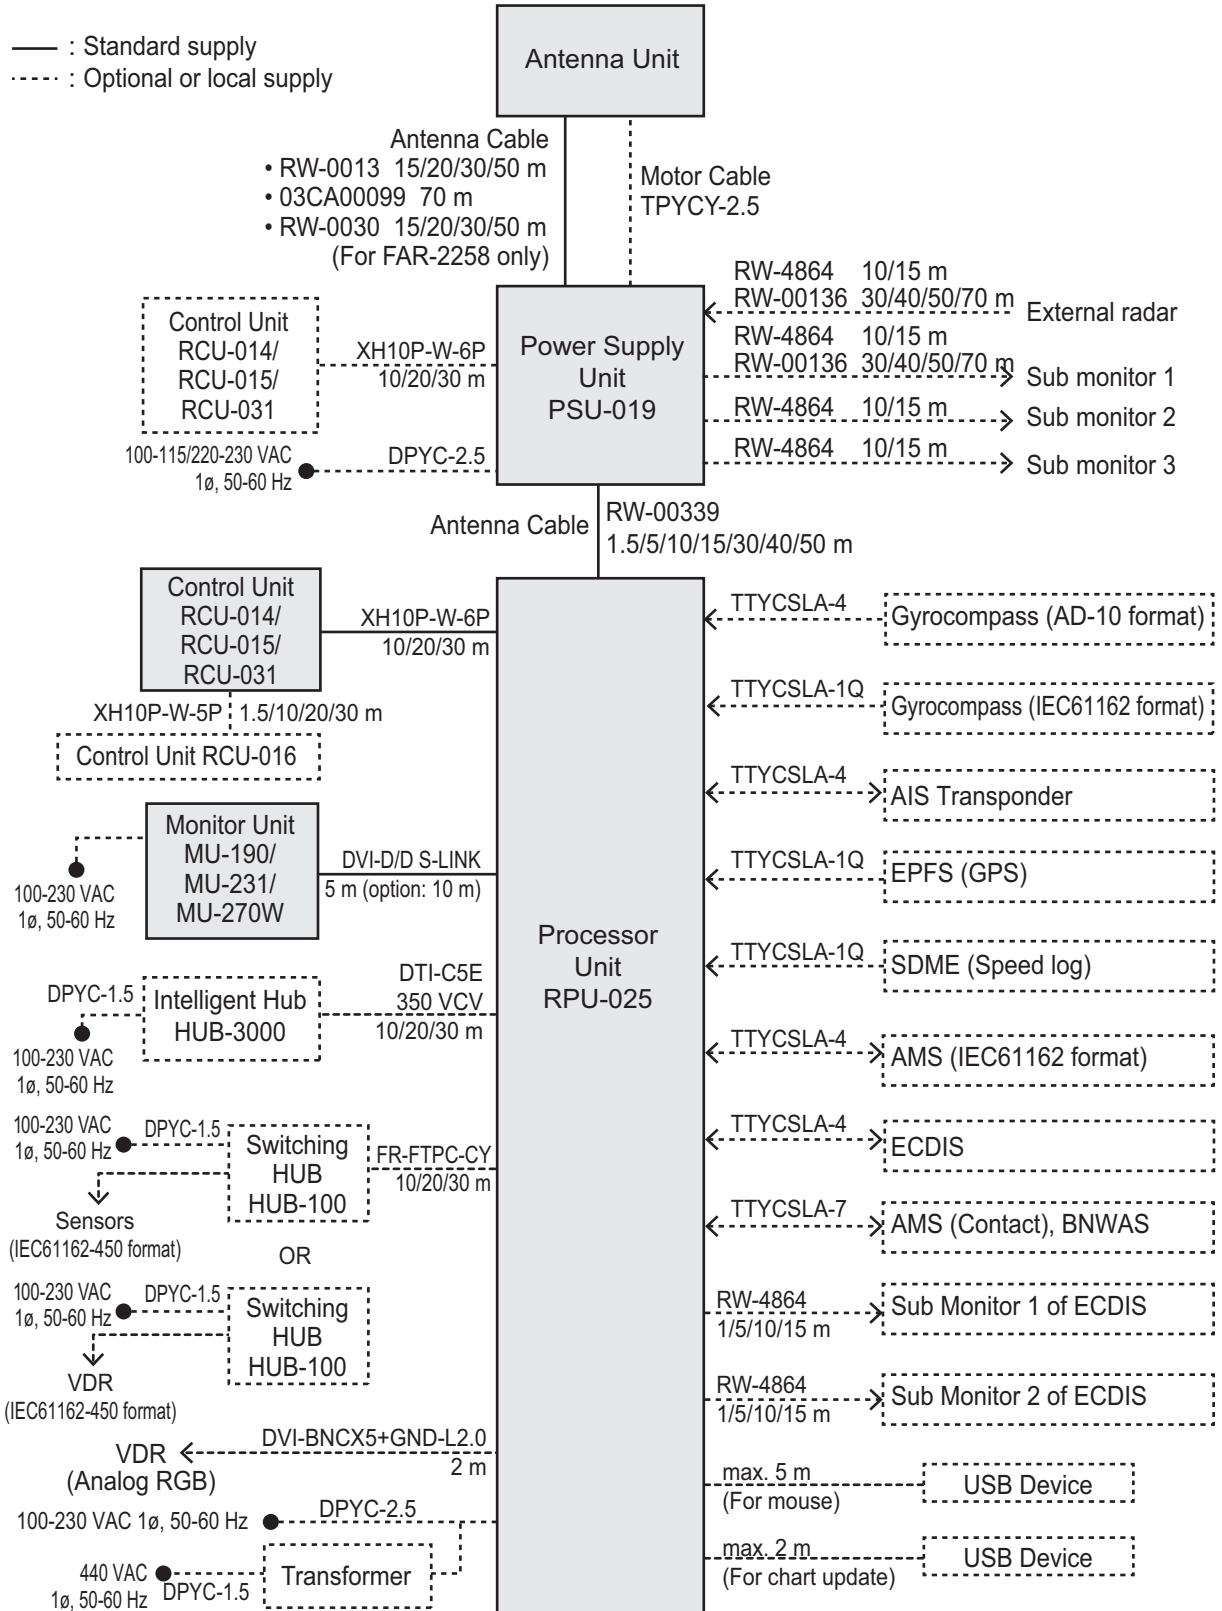 : Standard supply
: Optional or local supply
Antenna Unit
Antenna Cable
• RW-0013 15/20/30/50 m
• 03CA00099 70 m
• RW-0030 15/20/30/50 m
(For FAR-2258 only)
Motor Cable
TPYCY-2.5
Control Unit
RCU-014/
RCU-015/
RCU-031
XH10P-W-6P
10/20/30 m
100-115/220-230 VAC
1ø, 50-60 Hz
DPYC-2.5
Power Supply
Unit
PSU-019
RW-4864 10/15 m
RW-00136 30/40/50/70 m
External radar
RW-4864 10/15 m
RW-00136 30/40/50/70 m
Sub monitor 1
RW-4864 10/15 m
Sub monitor 2
RW-4864 10/15 m
Sub monitor 3
Antenna Cable
RW-00339
1.5/5/10/15/30/40/50 m
Control Unit
RCU-014/
RCU-015/
RCU-031
XH10P-W-6P
10/20/30 m
XH10P-W-5P
1.5/10/20/30 m
Control Unit RCU-016
Monitor Unit
MU-190/
MU-231/
MU-270W
100-230 VAC
1ø, 50-60 Hz
DVI-D/D S-LINK
5 m (option: 10 m)
DPYC-1.5
Intelligent Hub
HUB-3000
100-230 VAC
1ø, 50-60 Hz
DTI-C5E
350 VCV
10/20/30 m
100-230 VAC
1ø, 50-60 Hz
DPYC-1.5
Switching
HUB
HUB-100
FR-FTPC-CY
10/20/30 m
Sensors
(IEC61162-450 format)
OR
100-230 VAC
1ø, 50-60 Hz
DPYC-1.5
Switching
HUB
HUB-100
VDR
(IEC61162-450 format)
VDR
(Analog RGB)
DVI-BNCX5+GND-L2.0
2 m
100-230 VAC 1ø, 50-60 Hz
DPYC-2.5
440 VAC
1ø, 50-60 Hz
DPYC-1.5
Transformer
Processor
Unit
RPU-025
TTYCSLA-4
Gyrocompass (AD-10 format)
TTYCSLA-1Q
Gyrocompass (IEC61162 format)
TTYCSLA-4
AIS Transponder
TTYCSLA-1Q
EPFS (GPS)
TTYCSLA-1Q
SDME (Speed log)
TTYCSLA-4
AMS (IEC61162 format)
TTYCSLA-4
ECDIS
TTYCSLA-7
AMS (Contact), BNWAS
RW-4864
1/5/10/15 m
Sub Monitor 1 of ECDIS
RW-4864
1/5/10/15 m
Sub Monitor 2 of ECDIS
max. 5 m
(For mouse)
USB Device
max. 2 m
(For chart update)
USB Device